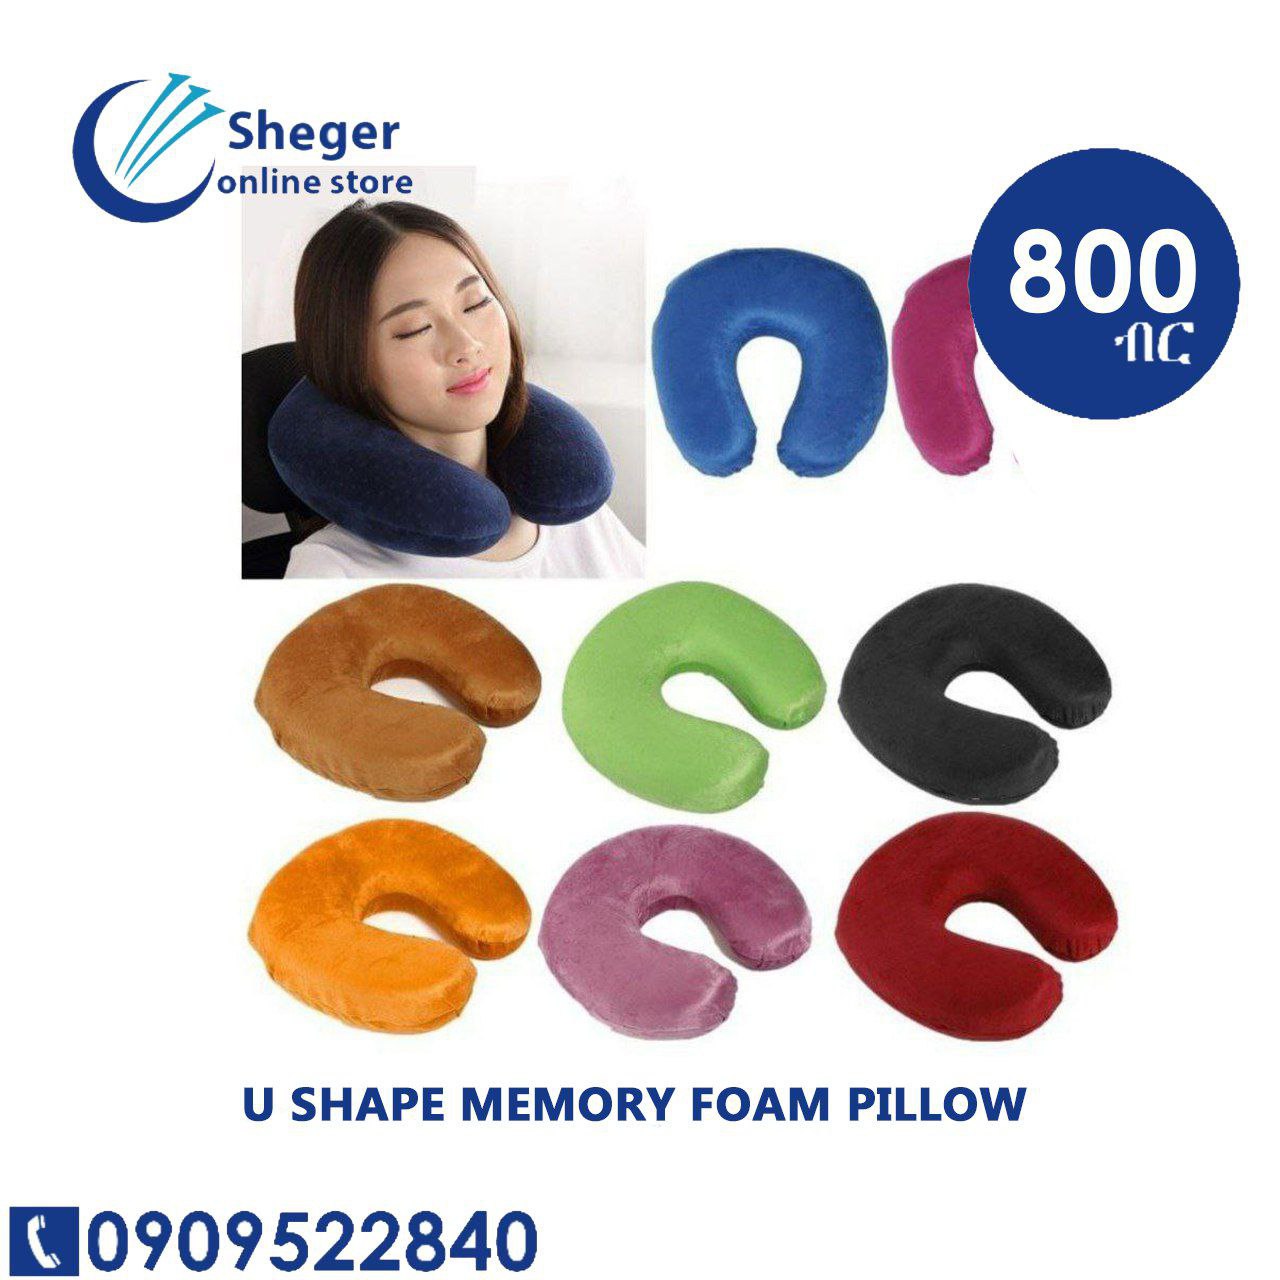 Sheger
online store
800
ብር
U SHAPE MEMORY FOAM PILLOW
0909522840